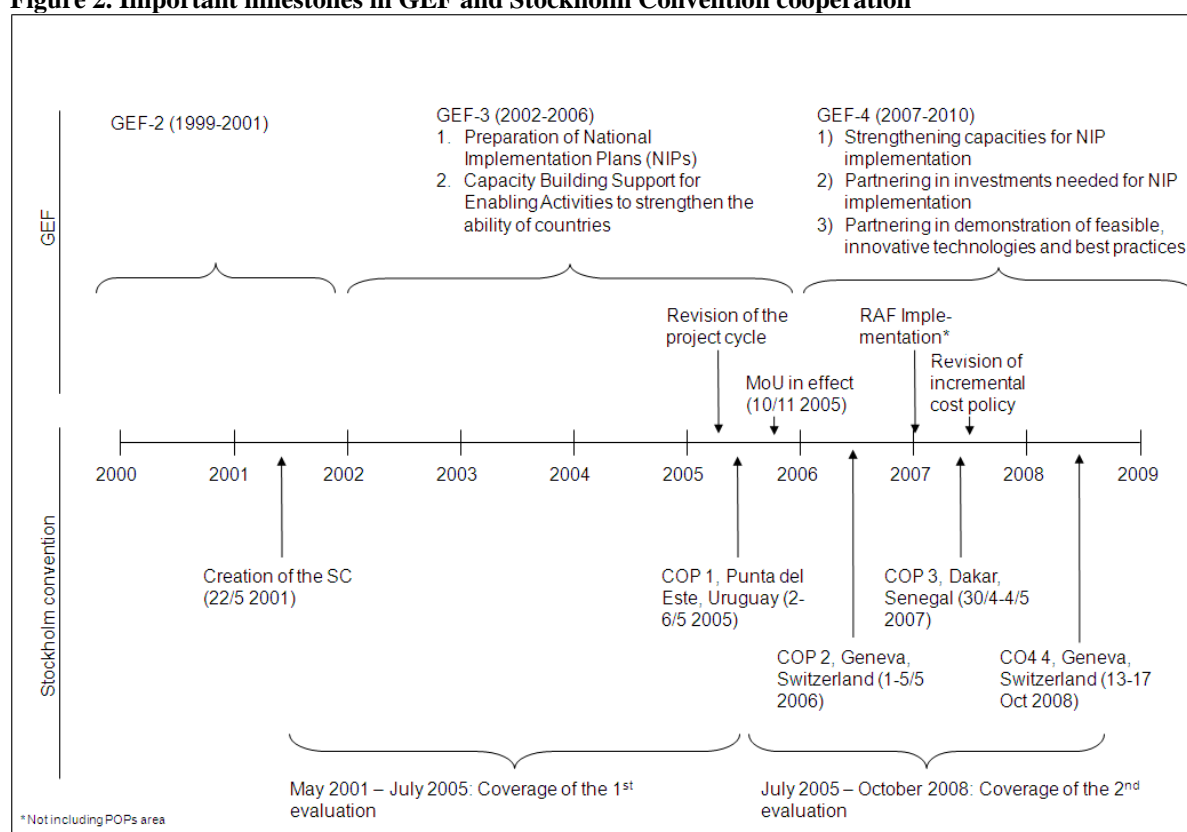 Figure 2. Important milestones in GEF and Stockholm Convention cooperation
GEF
GEF-2 (1999-2001)
GEF-3 (2002-2006)
1. Preparation of National
Implementation Plans (NIPs)
2. Capacity Building Support for
Enabling Activities to strengthen the
ability of countries
GEF-4 (2007-2010)
1) Strengthening capacities for NIP
implementation
2) Partnering in investments needed for NIP
implementation
3) Partnering in demonstration of feasible,
innovative technologies and best practices
Revision of the
project cycle
MoU in effect
(10/11 2005)
RAF Imple-
mentation*
Revision of
incremental
cost policy
2000 2001 2002 2003 2004 2005 2006 2007 2008 2009
Stockholm convention
Creation of the SC
(22/5 2001)
COP 1, Punta del
Este, Uruguay (2-
6/5 2005)
COP 2, Geneva,
Switzerland (1-5/5
2006)
COP 3, Dakar,
Senegal (30/4-4/5
2007)
CO4 4, Geneva,
Switzerland (13-17
Oct 2008)
May 2001 – July 2005: Coverage of the 1st
evaluation
July 2005 – October 2008: Coverage of the 2nd
evaluation
*Not including POPs area